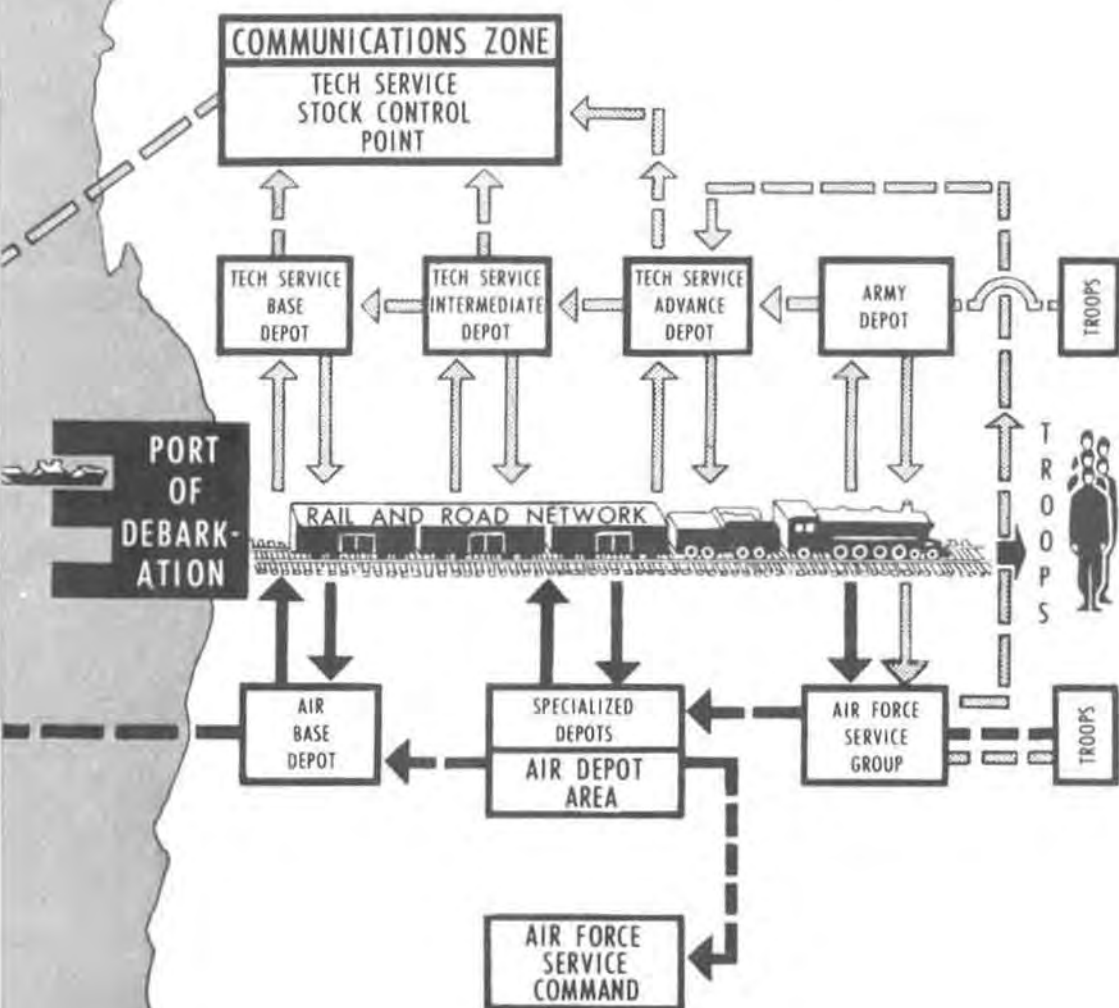 COMMUNICATIONS ZONE
TECH SERVICE
STOCK CONTROL
POINT
TECH SERVICE
BASE
DEPOT
TECH SERVICE
INTERMEDIATE
DEPOT
TECH SERVICE
ADVANCE
DEPOT
ARMY
DEPOT
TROOPS
PORT
OF
DEBARK-
ATION
RAIL AND ROAD NETWORK
TROOPS
AIR
BASE
DEPOT
SPECIALIZED
DEPOTS
AIR DEPOT
AREA
AIR FORCE
SERVICE
GROUP
TROOPS
AIR FORCE
SERVICE
COMMAND